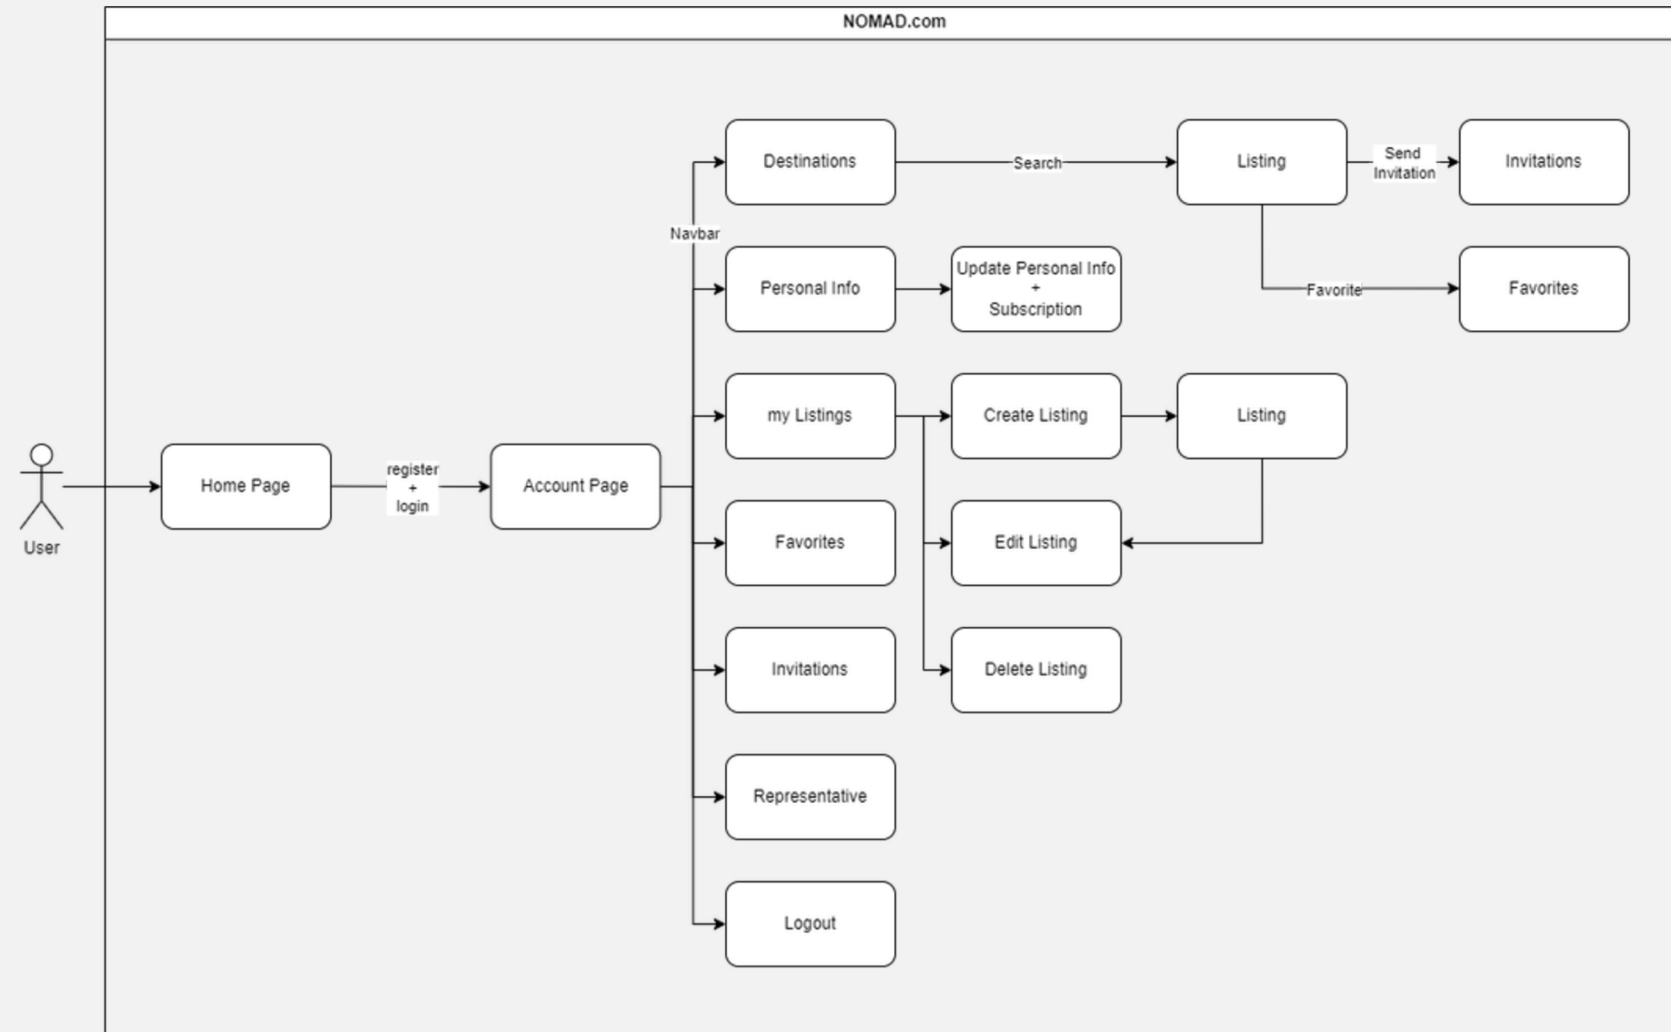 NOMAD.com
Destinations
Search
Listing
Send
Invitation
Invitations
Navbar
Personal Info
Update Personal Info
+
Subscription
Favorite
Favorites
my Listings
Create Listing
Listing
User
Home Page
register
+
login
Account Page
Favorites
Edit Listing
Invitations
Delete Listing
Representative
Logout